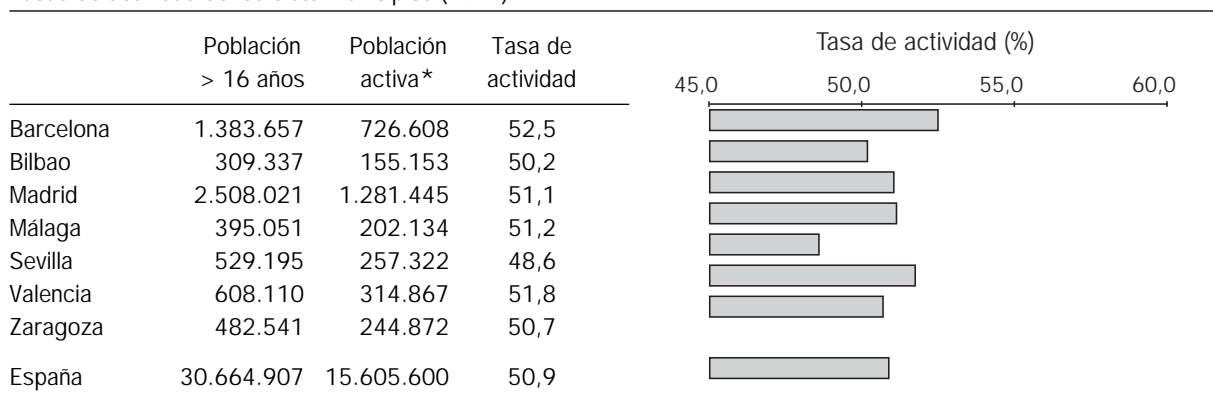 Población Población Tasa de Tasa de actividad (%)
> 16 años activa* actividad 45,0 50,0 55,0 60,0
Barcelona 1.383.657 726.608 52,5
Bilbao 309.337 155.153 50,2
Madrid 2.508.021 1.281.445 51,1
Málaga 395.051 202.134 51,2
Sevilla 529.195 257.322 48,6
Valencia 608.110 314.867 51,8
Zaragoza 482.541 244.872 50,7
España 30.664.907 15.605.600 50,9